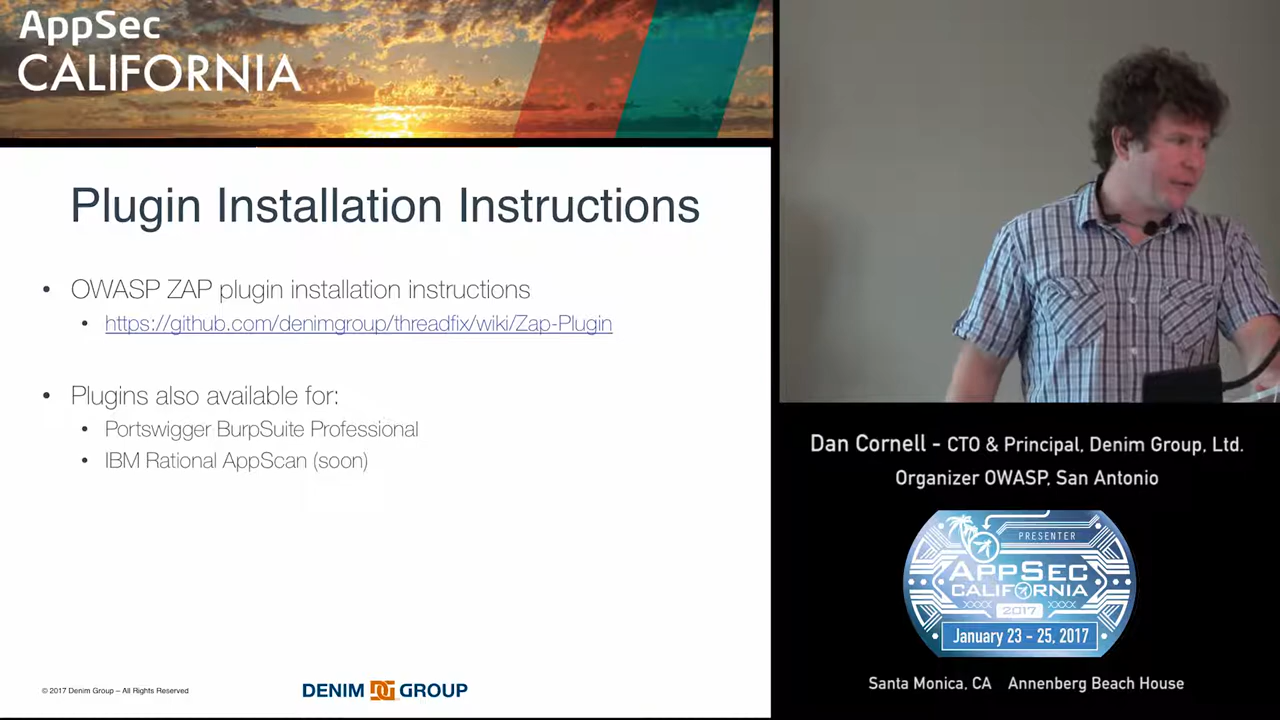 AppSec
CALIFORNIA
Plugin Installation Instructions
• OWASP ZAP plugin installation instructions
• https://github.com/denimgroup/threadfix/wiki/Zap-Plugin
• Plugins also available for:
• Portswigger BurpSuite Professional
• IBM Rational AppScan (soon)
© 2017 Denim Group – All Rights Reserved
DENIM DG GROUP
Dan Cornell - CTO & Principal, Denim Group, Ltd.
Organizer OWASP, San Antonio
PRESENTER
APPSEC
CALIFORNIA
XXXX 2017 XXXX
January 23 - 25, 2017
Santa Monica, CA Annenberg Beach House